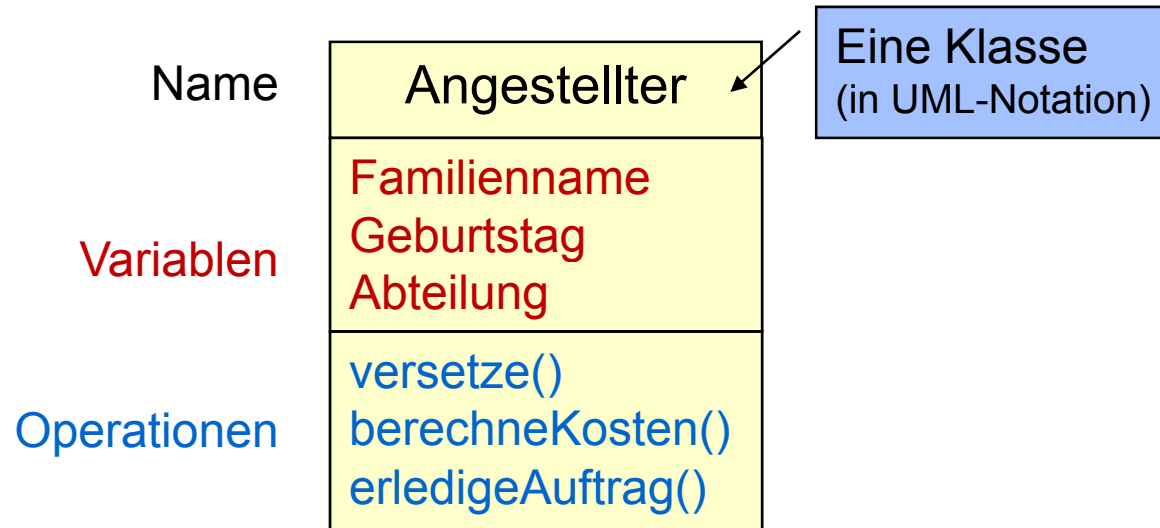 Name
Angestellter
Eine Klasse
(in UML-Notation)
Variablen
Familienname
Geburtstag
Abteilung
Operationen
versetze()
berechneKosten()
erledigeAuftrag()